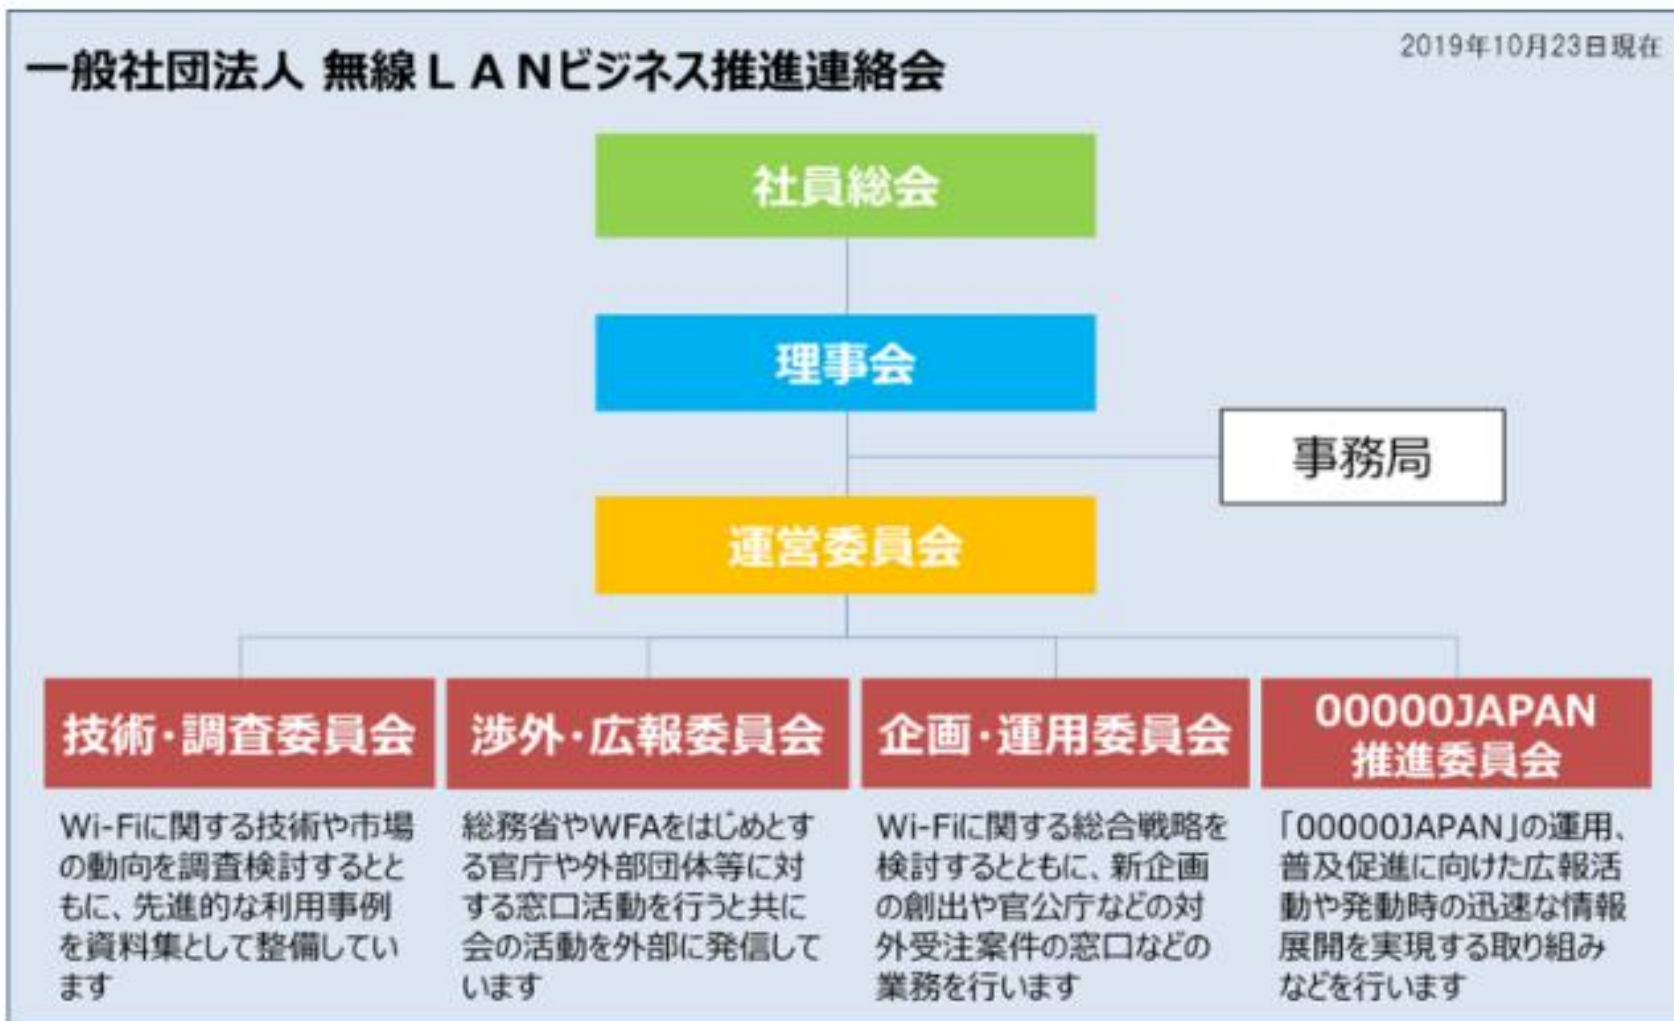 一般社団法人 無線ＬＡＮビジネス推進連絡会
2019年10月23日現在
社員総会
理事会
事務局
運営委員会
技術・調査委員会
Wi-Fiに関する技術や市場
の動向を調査検討するとと
もに、先進的な利用事例
を資料集として整備してい
ます
渉外・広報委員会
総務省やWFAをはじめとす
る官庁や外部団体等に対
する窓口活動を行うと共に
会の活動を外部に発信して
います
企画・運用委員会
Wi-Fiに関する総合戦略を
検討するとともに、新企画
の創出や官公庁などの対
外受注案件の窓口などの
業務を行います
00000JAPAN
推進委員会
「00000JAPAN」の運用、
普及促進に向けた広報活
動や発動時の迅速な情報
展開を実現する取り組み
などを行います